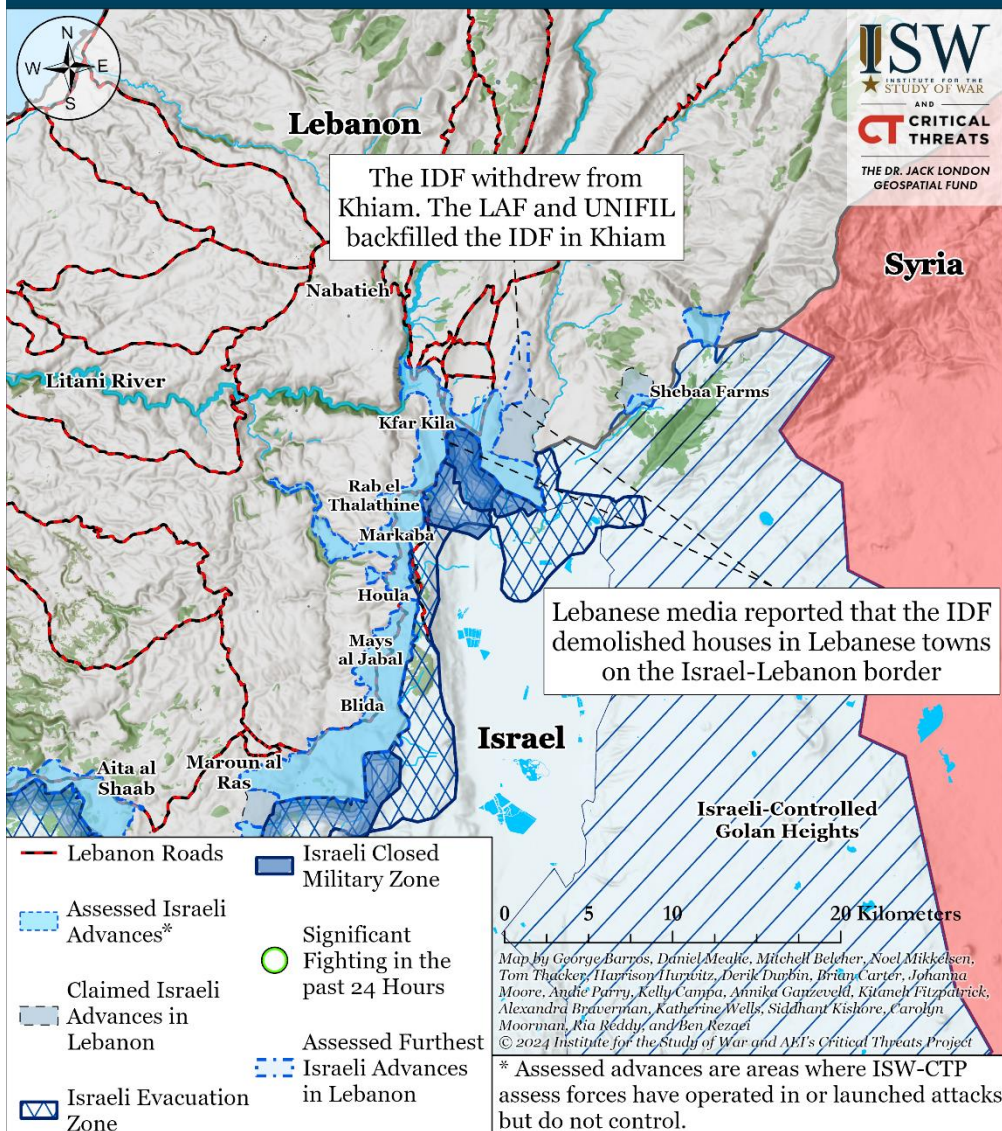 N
W
E
S
ISW
INSTITUTE FOR THE
STUDY OF WAR
AND
CT CRITICAL
THREATS
THE DR. JACK LONDON
GEOSPATIAL FUND
Lebanon
The IDF withdrew from
Khiam. The LAF and UNIFIL
backfilled the IDF in Khiam
Syria
Nabatieh
Litani River
Shebaa Farms
Kfar Kila
Rab el
Thalathine
Markaba
Houla
Mays
al Jabal
Blida
Lebanese media reported that the IDF
demolished houses in Lebanese towns
on the Israel-Lebanon border
Israel
Maroun al
Ras
Aita al
Shaab
Israeli-Controlled
Golan Heights
Lebanon Roads
Assessed Israeli
Advances*
Claimed Israeli
Advances in
Lebanon
Israeli Evacuation
Zone
Israeli Closed
Military Zone
Significant
Fighting in the
past 24 Hours
Assessed Furthest
Israeli Advances
in Lebanon
0 5 10 20 Kilometers
Map by George Barros, Daniel Mealie, Mitchell Belcher, Noel Mikkelsen,
Tom Thacker, Harrison Hurwitz, Derik Durbin, Brian Carter, Johanna
Moore, Andie Parry, Kelly Campa, Annika Ganzeveld, Kitaneh Fitzpatrick,
Alexandra Braverman, Katherine Wells, Siddhant Kishore, Carolyn
Moorman, Ria Reddy, and Ben Rezaei
© 2024 Institute for the Study of War and AEI's Critical Threats Project
* Assessed advances are areas where ISW-CTP
assess forces have operated in or launched attacks
but do not control.